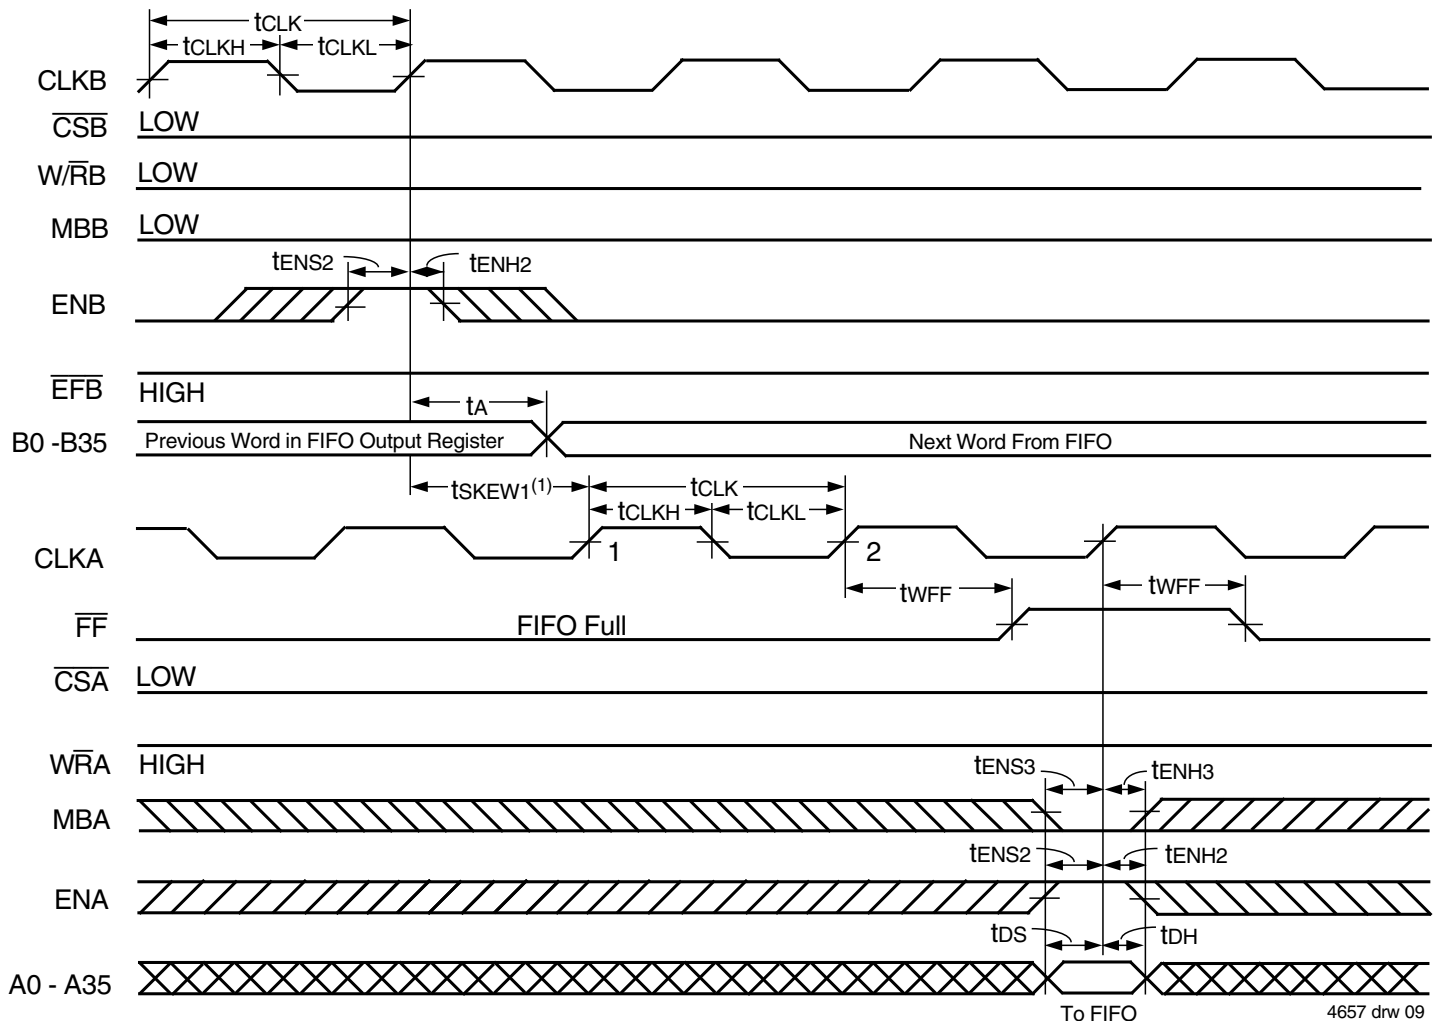 tCLK
tCLKH tCLKL
CLKB
CSB LOW
W/RB LOW
MBB LOW
tENS2 tENH2
ENB
EFB HIGH
tA
B0 -B35 Previous Word in FIFO Output Register Next Word From FIFO
tSKEW1(1) tCLK
tCLKH tCLKL
CLKA 1 2
tWFF tWFF
FF FIFO Full
CSA LOW
WRA HIGH
tENS3 tENH3
MBA
tENS2 tENH2
ENA
tDS tDH
A0 - A35
To FIFO 4657 drw 09